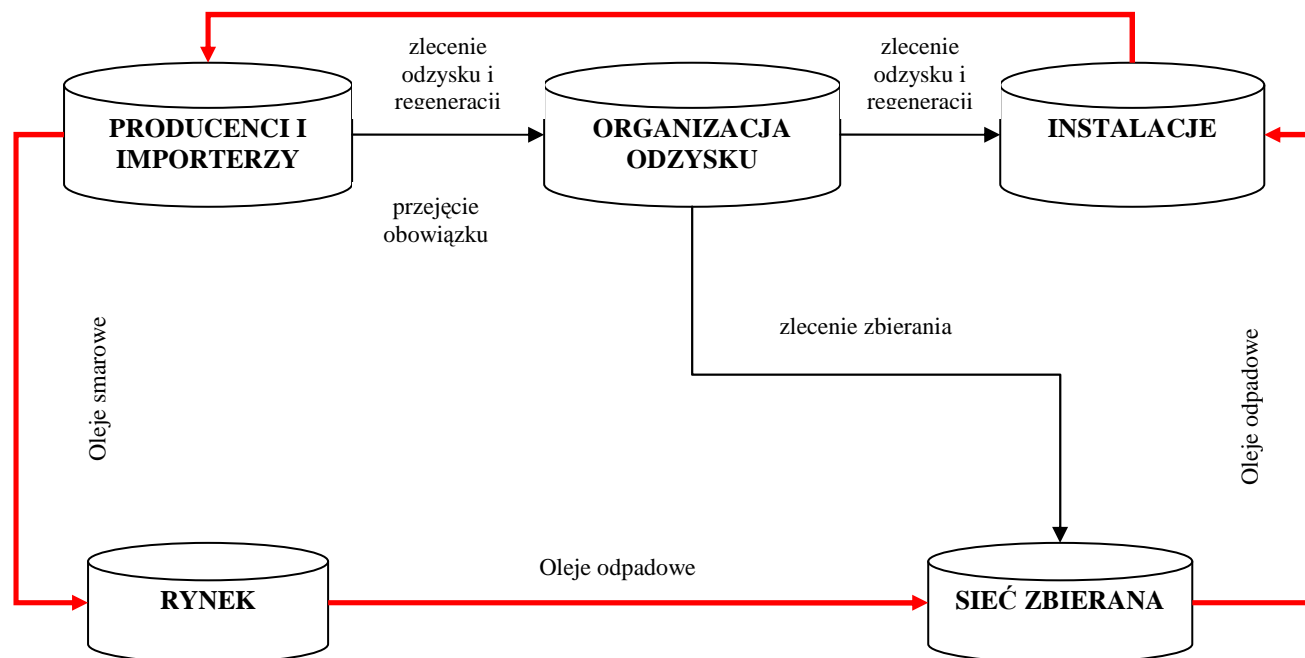 zlecenie
odzysku i
regeneracji
zlecenie
odzysku i
regeneracji
PRODUCENCI I
IMPORTERZY
ORGANIZACJA
ODZYSKU
INSTALACJE
przejęcie
obowiązku
zlecenie zbierania
Oleje smarowe
Oleje odpadowe
Oleje odpadowe
RYNEK
SIEĆ ZBIERANA